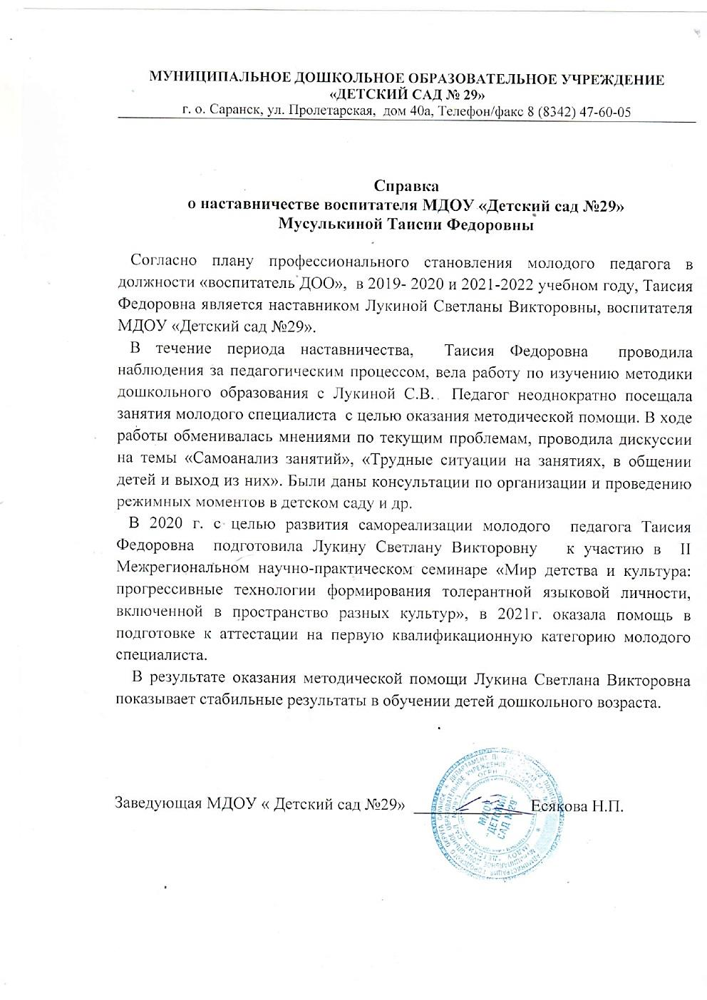 МУНИЦИПАЛЬНОЕ ДОШКОЛЬНОЕ ОБРАЗОВАТЕЛЬНОЕ УЧРЕЖДЕНИЕ
«ДЕТСКИЙ САД № 29»
г. о. Саранск, ул. Пролетарская, дом 40а, Телефон/факс 8 (8342) 47-60-05
Справка
о наставничестве воспитателя МДОУ «Детский сад №29»
Мусулькиной Таисии Федоровны
Согласно плану профессионального становления молодого педагога в
должности «воспитатель ДОО», в 2019- 2020 и 2021-2022 учебном году, Таисия
Федоровна является наставником Лукиной Светланы Викторовны, воспитателя
МДОУ «Детский сад №29».
В течение периода наставничества, Таисия Федоровна проводила
наблюдения за педагогическим процессом, вела работу по изучению методики
дошкольного образования с Лукиной С.В. Педагог неоднократно посещала
занятия молодого специалиста с целью оказания методической помощи. В ходе
работы обменивалась мнениями по текущим проблемам, проводила дискуссии
на темы «Самоанализ занятий», «Трудные ситуации на занятиях, в общении
детей и выход из них». Были даны консультации по организации и проведению
режимных моментов в детском саду и др.
В 2020 г. с целью развития самореализации молодого педагога Таисия
Федоровна подготовила Лукину Светлану Викторовну к участию в II
Межрегиональном научно-практическом семинаре «Мир детства и культура:
прогрессивные технологии формирования толерантной языковой личности,
включенной в пространство разных культур», в 2021г. оказала помощь в
подготовке к аттестации на первую квалификационную категорию молодого
специалиста.
В результате оказания методической помощи Лукина Светлана Викторовна
показывает стабильные результаты в обучении детей дошкольного возраста.
Заведующая МДОУ « Детский сад №29» Есякова Н.П.
МДОУ
"ДЕТСКИЙ
САД №29"